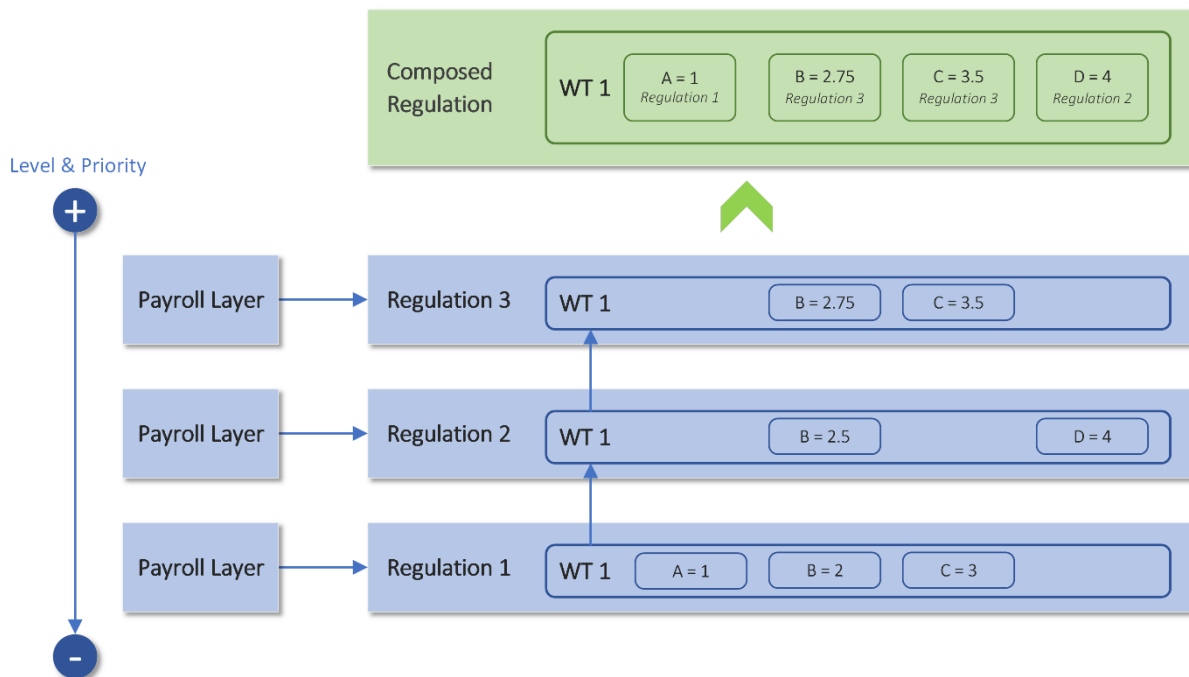 Composed
Regulation
WT 1
A = 1
Regulation 1
B = 2.75
Regulation 3
C = 3.5
Regulation 3
D = 4
Regulation 2
Level & Priority
+
Payroll Layer
Regulation 3
WT 1
B = 2.75
C = 3.5
Payroll Layer
Regulation 2
WT 1
B = 2.5
D = 4
Payroll Layer
Regulation 1
WT 1
A = 1
B = 2
C = 3
-